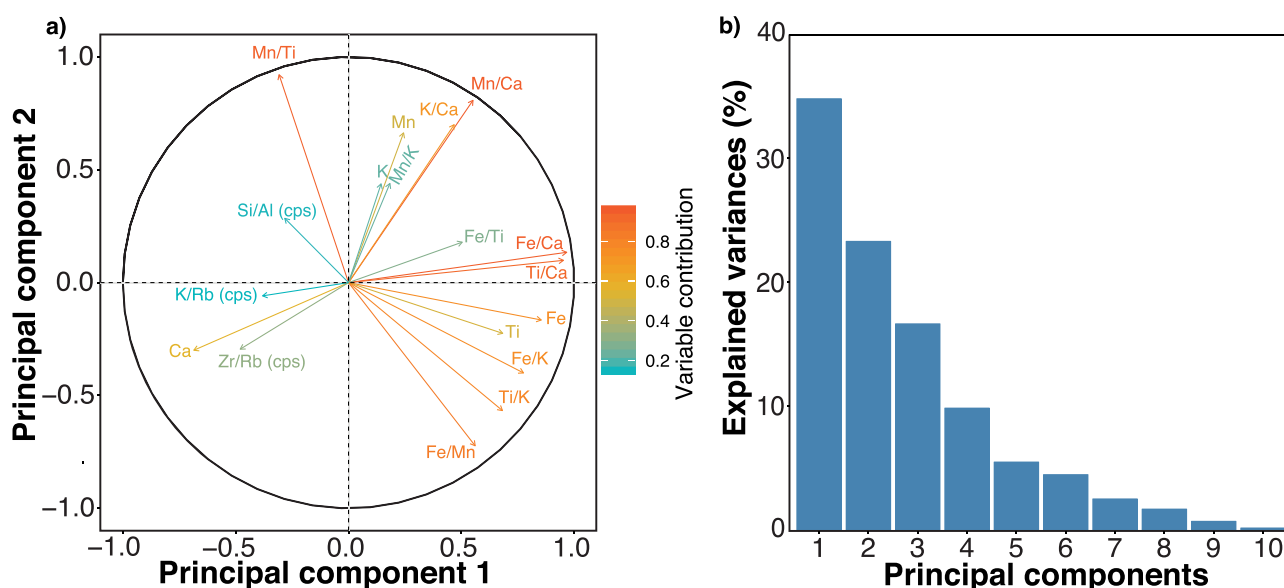 a)
Principal component 2
1.0
0.5
0.0
−0.5
−1.0
Mn/Ti
Mn/Ca
K/Ca
Mn
K
Mn/K
Si/Al (cps)
Fe/Ti
Fe/Ca
Ti/Ca
K/Rb (cps)
Fe
Ti
Ca
Zr/Rb (cps)
Fe/K
Ti/K
Fe/Mn
−1.0 −0.5 0.0 0.5 1.0
Principal component 1
0.8
0.6
0.4
0.2
Variable contribution
b)
Explained variances (%)
40
30
20
10
0
1 2 3 4 5 6 7 8 9 10
Principal components